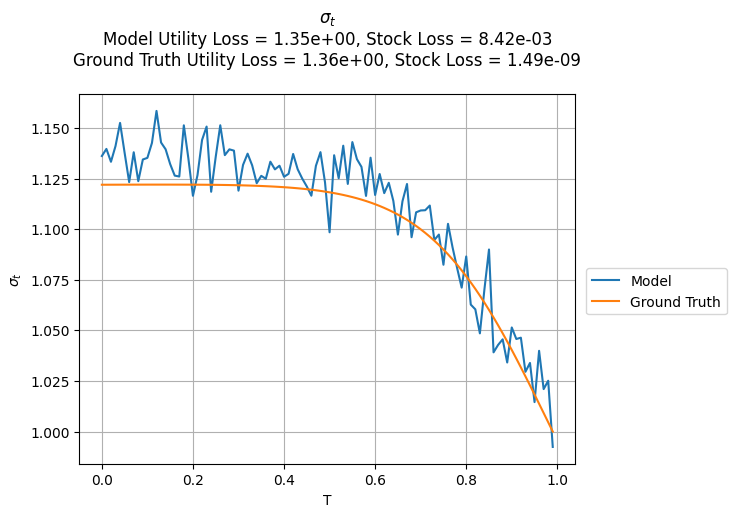 σt
Model Utility Loss = 1.35e+00, Stock Loss = 8.42e-03
Ground Truth Utility Loss = 1.36e+00, Stock Loss = 1.49e-09
1.150
1.125
1.100
1.075
1.050
1.025
1.000
σt
0.0 0.2 0.4 0.6 0.8 1.0
T
Model
Ground Truth